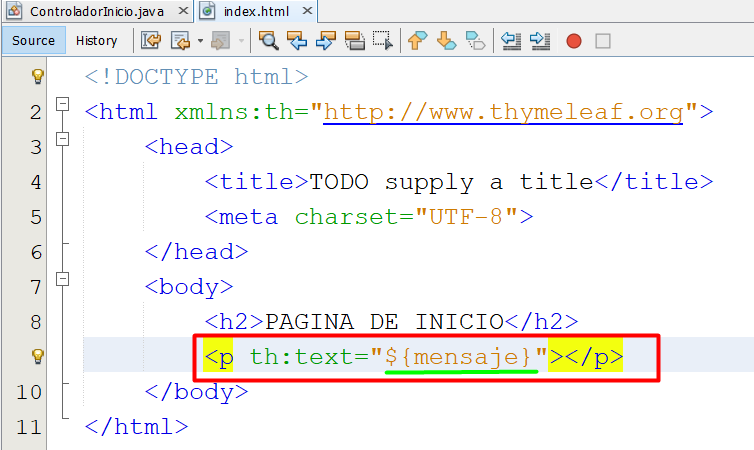 ControladorInicio.java
index.html
Source
History
<!DOCTYPE html>
2 <html xmlns:th="http://www.thymeleaf.org">
3 <head>
4 <title>TODO supply a title</title>
5 <meta charset="UTF-8">
6 </head>
7 <body>
8 <h2>PAGINA DE INICIO</h2>
<p th:text="${mensaje}"></p>
10 </body>
11 </html>